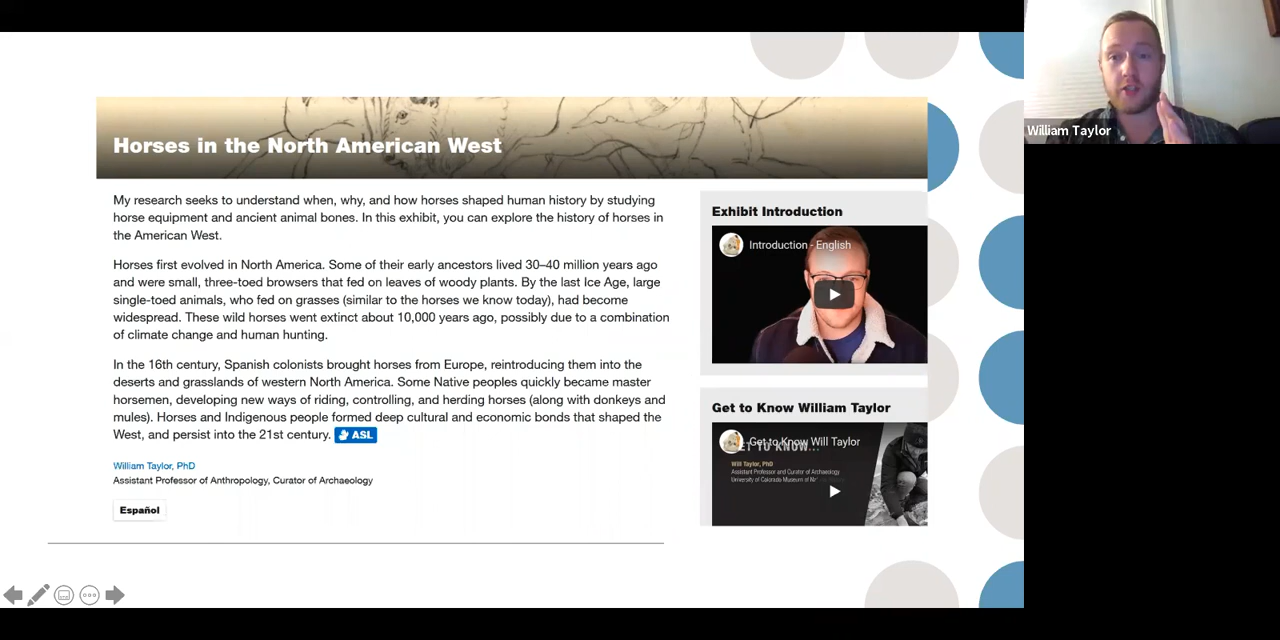 Horses in the North American West
My research seeks to understand when, why, and how horses shaped human history by studying
horse equipment and ancient animal bones. In this exhibit, you can explore the history of horses in
the American West.
Horses first evolved in North America. Some of their early ancestors lived 30–40 million years ago
and were small, three-toed browsers that fed on leaves of woody plants. By the last Ice Age, large
single-toed animals, who fed on grasses (similar to the horses we know today), had become
widespread. These wild horses went extinct about 10,000 years ago, possibly due to a combination
of climate change and human hunting.
In the 16th century, Spanish colonists brought horses from Europe, reintroducing them into the
deserts and grasslands of western North America. Some Native peoples quickly became master
horsemen, developing new ways of riding, controlling, and herding horses (along with donkeys and
mules). Horses and Indigenous people formed deep cultural and economic bonds that shaped the
West, and persist into the 21st century. ASL
William Taylor, PhD
Assistant Professor of Anthropology, Curator of Archaeology
Español
Exhibit Introduction
Introduction - English
Get to Know William Taylor
Get to Know Will Taylor
TO KNOW...
Will Taylor, PhD
Assistant Professor and Curator of Archaeology
University of Colorado Museum of
William Taylor